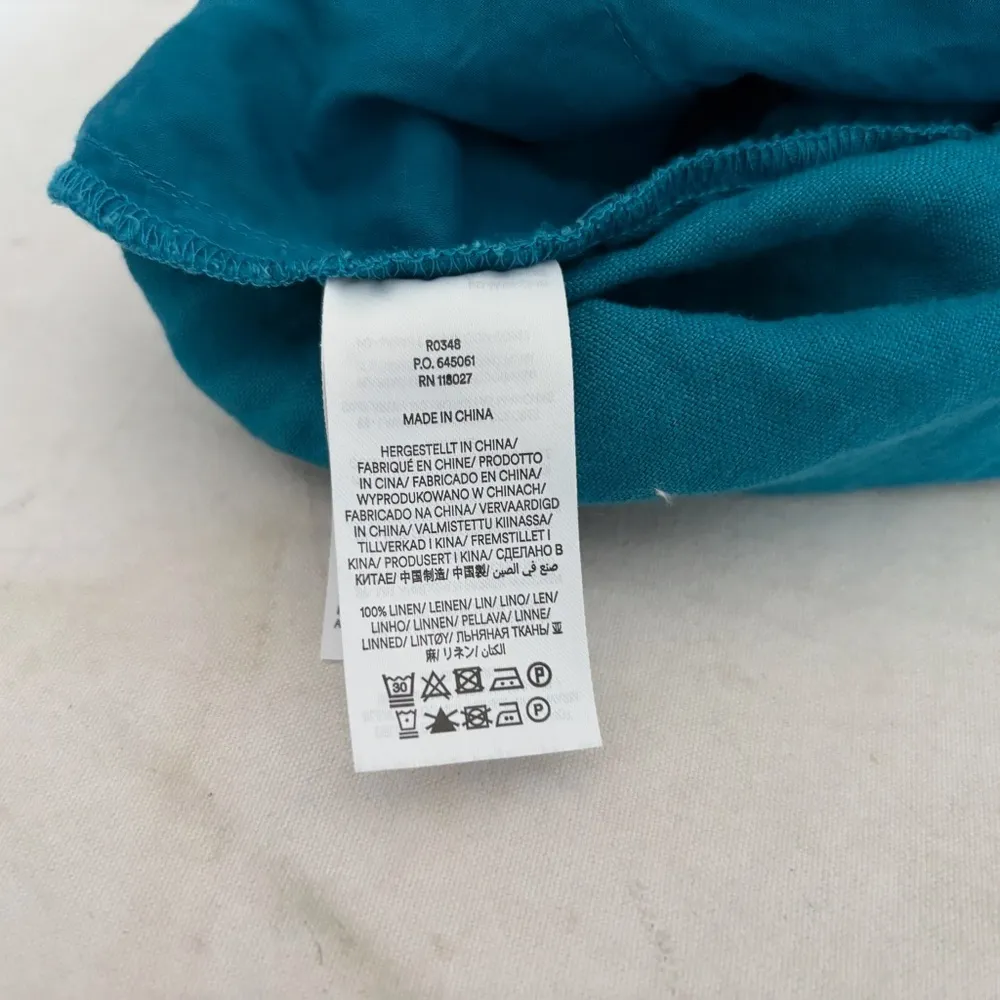 R0348
P.O. 645061
RN 118027
MADE IN CHINA
HERGESTELLT IN CHINA/
FABRIQUÉ EN CHINE/ PRODOTTO
IN CINA/ FABRICADO EN CHINA/
WYPRODUKOWANO W CHINACH/
FABRICADO NA CHINA/ VERVAARDIGD
IN CHINA/ VALMISTETTU KIINASSA/
TILLVERKAD I KINA/ FREMSTILLET I
KINA/ PRODUSERT I KINA/ СДЕЛАНО В
КИТАЕ/ 中国制造/ 中国製/ صنع في الصين
100% LINEN/ LEINEN/ LIN/ LINO/ LEN/
LINHO/ LINNEN/ PELLAVA/ LINNE/
LINNED/ LINTØY/ ЛЬНЯНАЯ ТКАНЬ/ 亚
麻/ リネン/ الكتان
30 P
P